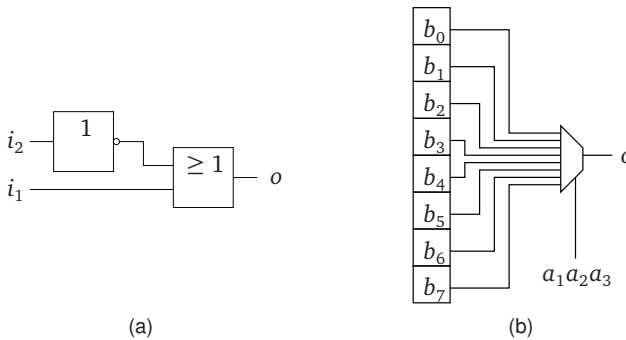 i₂
1
≥ 1
o
i₁
(a)
b₀
b₁
b₂
b₃
b₄
b₅
b₆
b₇
a₁a₂a₃
(b)